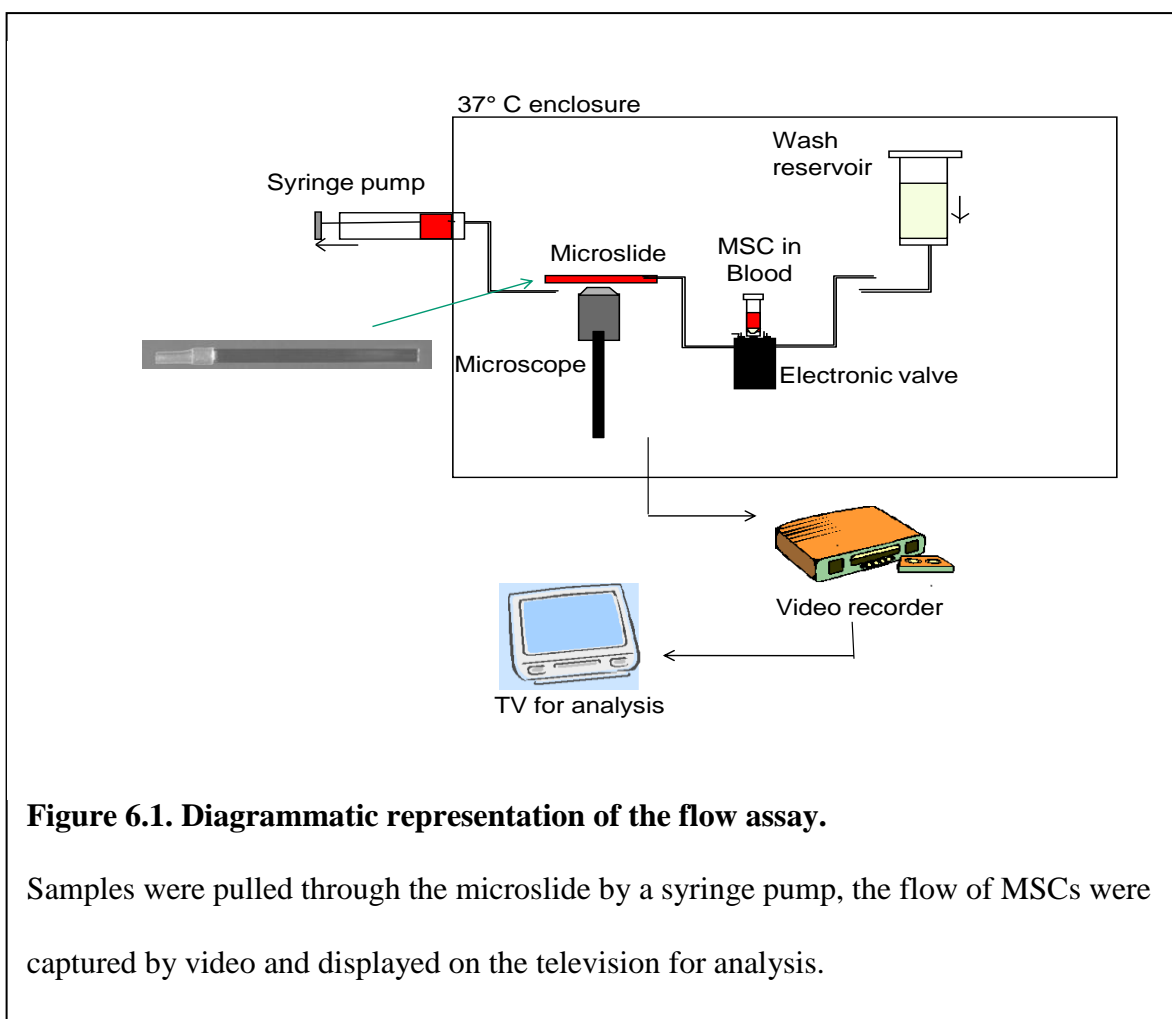 37° C enclosure
Wash
reservoir
Syringe pump
Microslide
MSC in
Blood
Microscope
Electronic valve
Video recorder
TV for analysis
Figure 6.1. Diagrammatic representation of the flow assay.
Samples were pulled through the microslide by a syringe pump, the flow of MSCs were
captured by video and displayed on the television for analysis.